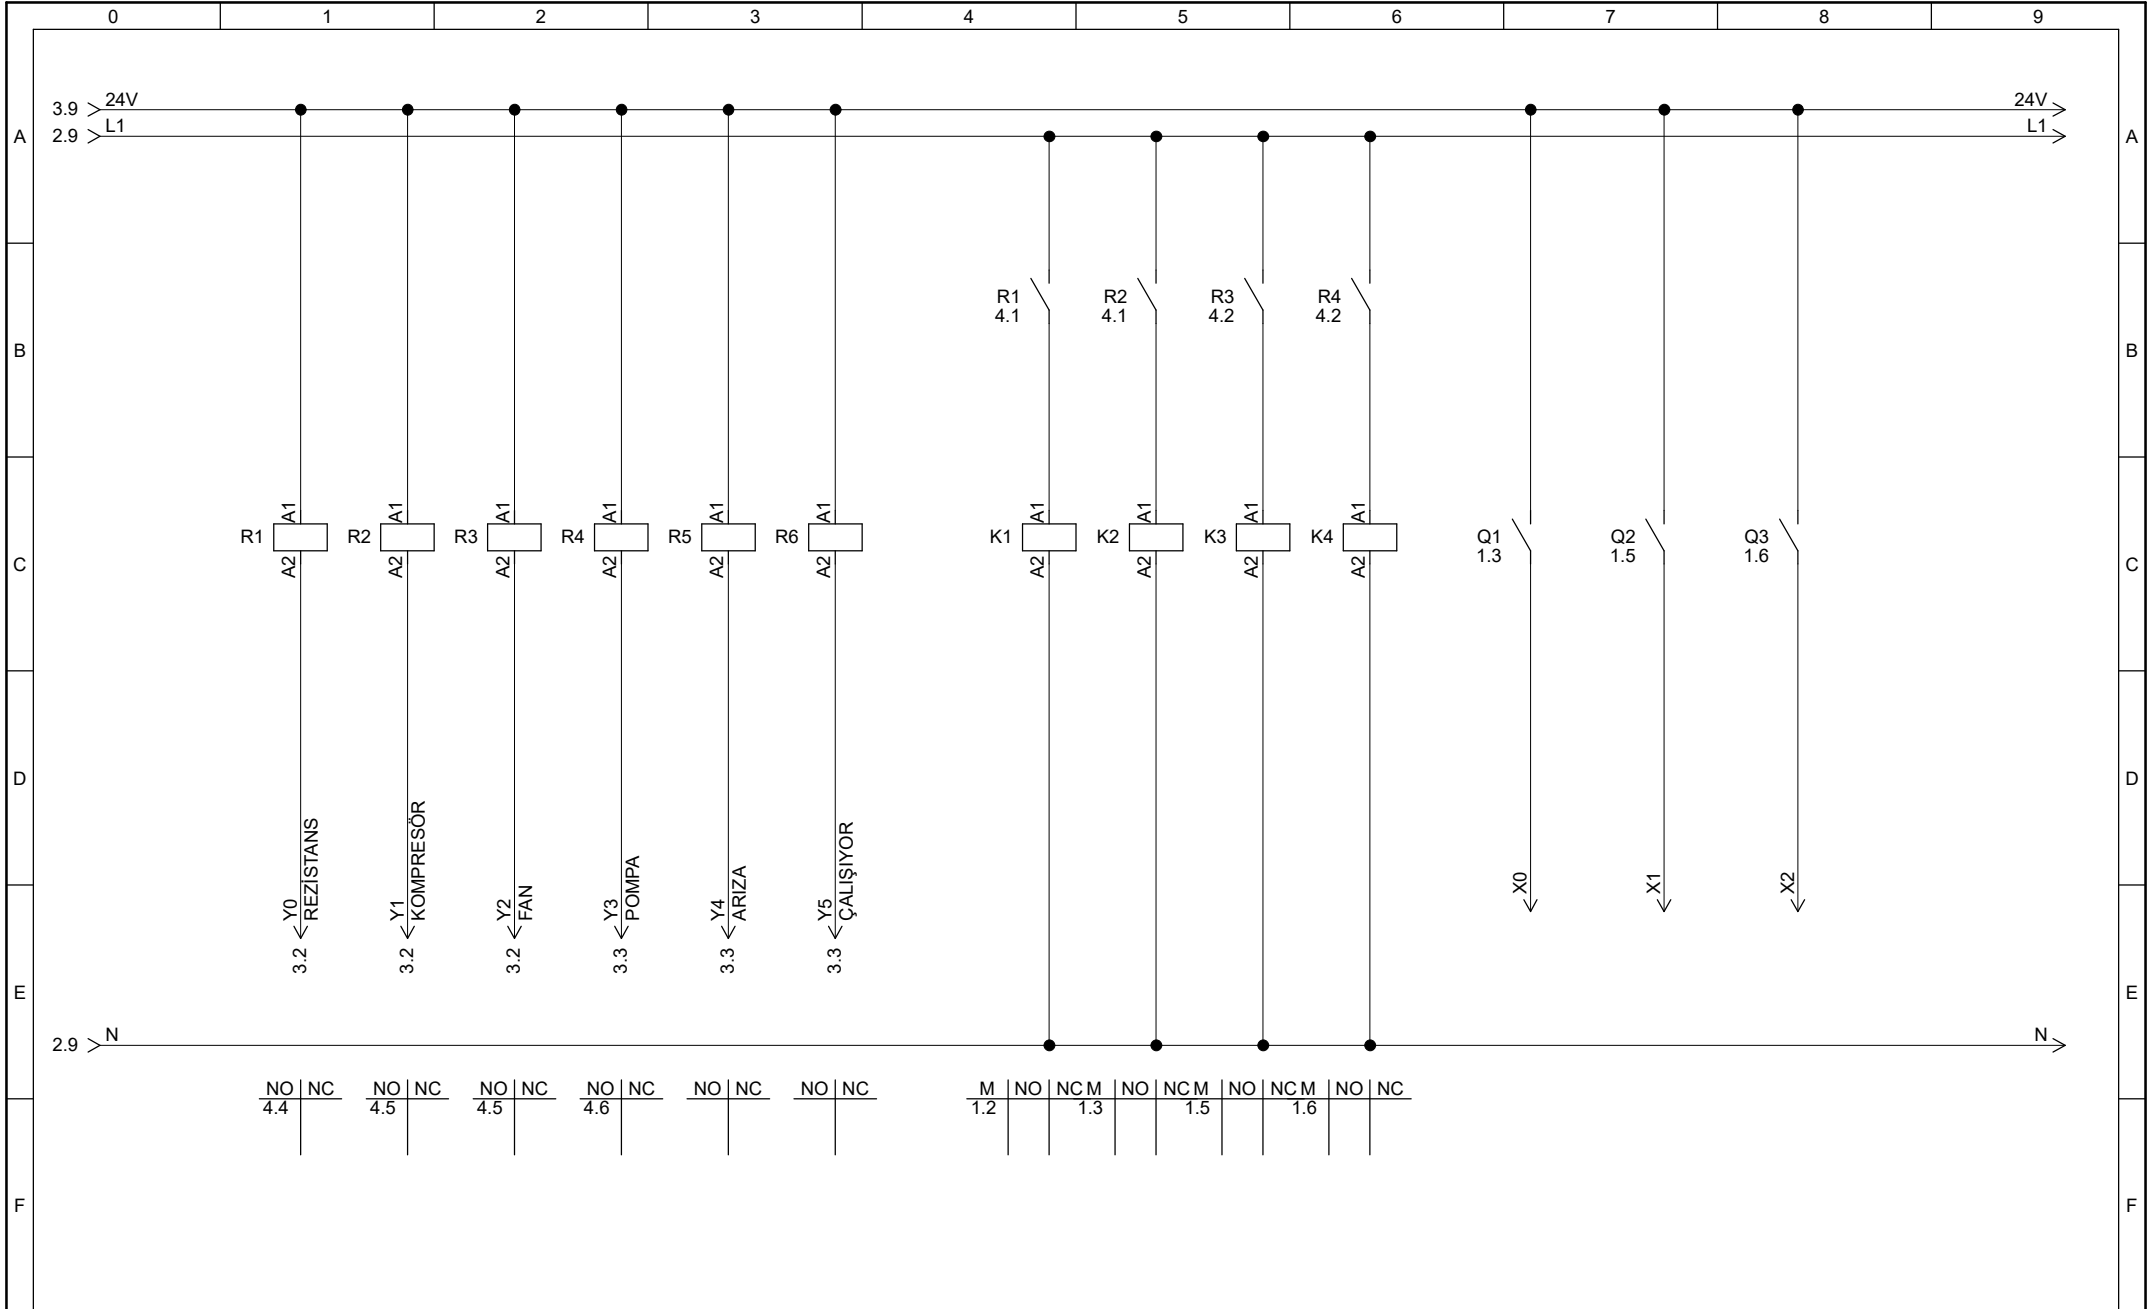 0 1 2 3 4 5 6 7 8 9
3.9 24V 24V
A 2.9 L1 L1 A
R1 R2 R3 R4
4.1 4.1 4.2 4.2
B B
A1 A1 A1 A1 A1 A1 A1 A1 A1 A1
R1 R2 R3 R4 R5 R6 K1 K2 K3 K4 Q1 Q2 Q3
1.3 1.5 1.6
A2 A2 A2 A2 A2 A2 A2 A2 A2 A2
C C
D D
Y0 REZİSTANS
Y1 KOMPRESÖR
Y2 FAN
Y3 POMPA
Y4 ARIZA
Y5 ÇALIŞIYOR
X0 X1 X2
3.2 3.2 3.2 3.3 3.3 3.3
E E
2.9 N N
NO NC NO NC NO NC NO NC NO NC NO NC M NO NC M NO NC M NO NC M NO NC
4.4 4.5 4.5 4.6 1.2 1.3 1.5 1.6
F F